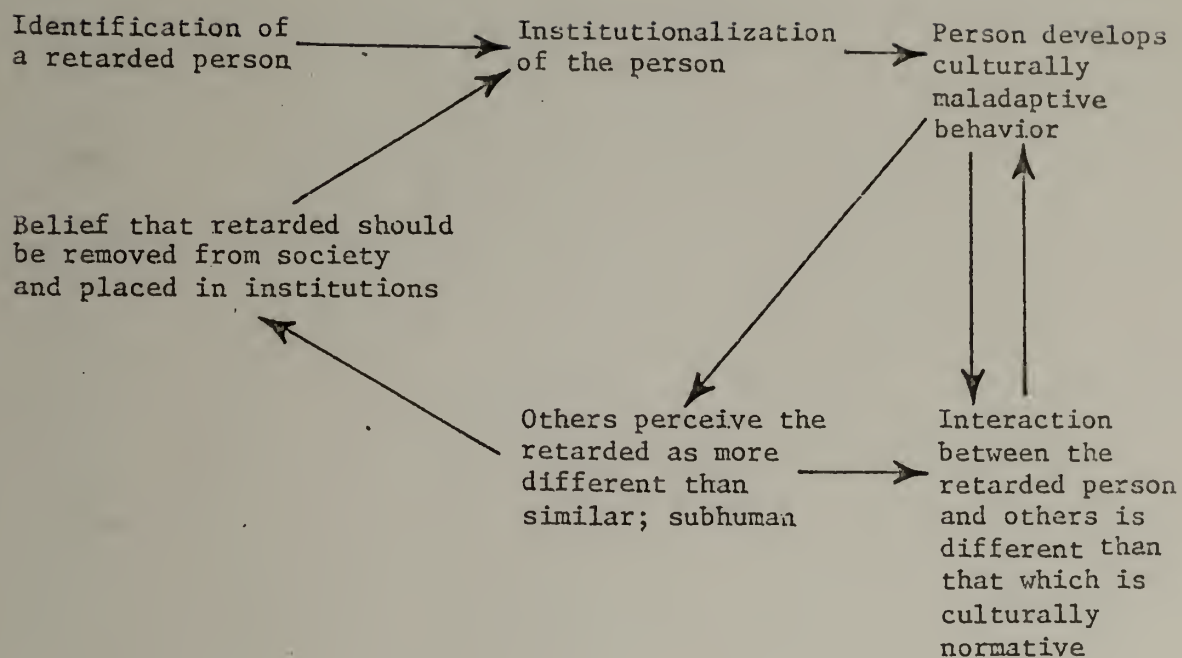 Identification of
a retarded person
Institutionalization
of the person
Person develops
culturally
maladaptive
behavior
Belief that retarded should
be removed from society
and placed in institutions
Others perceive the
retarded as more
different than
similar; subhuman
Interaction
between the
retarded person
and others is
different than
that which is
culturally
normative